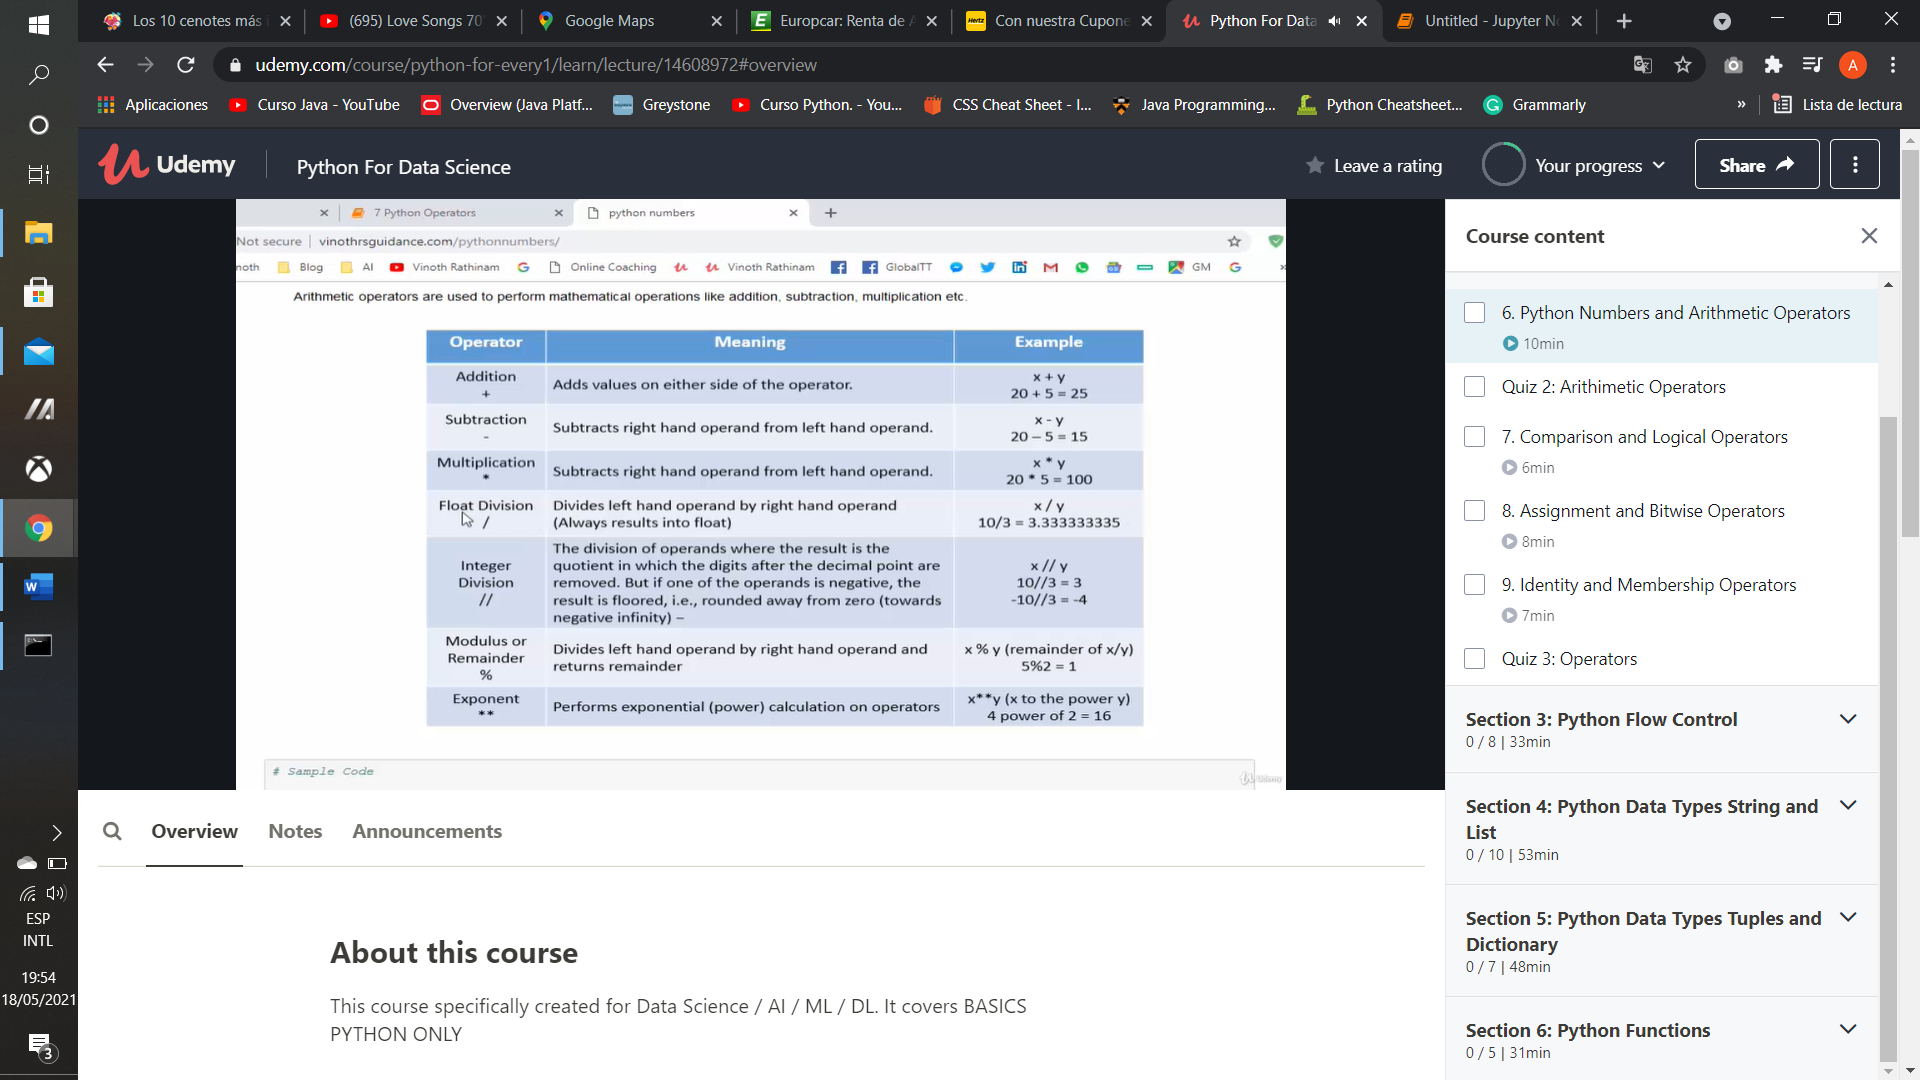 Los 10 cenotes más
(695) Love Songs 70'
Google Maps
Europcar: Renta de
Con nuestra Cupone
Python For Data
Untitled - Jupyter N
udemy.com/course/python-for-every1/learn/lecture/14608972#overview
A
Aplicaciones
Curso Java - YouTube
Overview (Java Platf...
Greystone
Curso Python. - You...
CSS Cheat Sheet - l...
Java Programming...
Python Cheatsheet...
Grammarly
»
Lista de lectura
Udemy
Python For Data Science
Leave a rating
Your progress
Share
7 Python Operators
python numbers
Not secure
vinothrsguidance.com/pythonnumbers/
noth
Blog
AI
Vinoth Rathinam
Online Coaching
Vinoth Rathinam
GlobalTT
GM
Arithmetic operators are used to perform mathematical operations like addition, subtraction, multiplication etc.
Operator
Meaning
Example
Addition
+
Adds values on either side of the operator.
x + y
20 + 5 = 25
Subtraction
-
Subtracts right hand operand from left hand operand.
x - y
20 – 5 = 15
Multiplication
*
Subtracts right hand operand from left hand operand.
x * y
20 * 5 = 100
Float Division
/
Divides left hand operand by right hand operand
(Always results into float)
x / y
10/3 = 3.333333335
Integer
Division
//
The division of operands where the result is the
quotient in which the digits after the decimal point are
removed. But if one of the operands is negative, the
result is floored, i.e., rounded away from zero (towards
negative infinity) –
x // y
10//3 = 3
-10//3 = -4
Modulus or
Remainder
%
Divides left hand operand by right hand operand and
returns remainder
x % y (remainder of x/y)
5%2 = 1
Exponent
**
Performs exponential (power) calculation on operators
x**y (x to the power y)
4 power of 2 = 16
# Sample Code
Udemy
Course content
6. Python Numbers and Arithmetic Operators
10min
Quiz 2: Arithimetic Operators
7. Comparison and Logical Operators
6min
8. Assignment and Bitwise Operators
8min
9. Identity and Membership Operators
7min
Quiz 3: Operators
Section 3: Python Flow Control
0 / 8 | 33min
Section 4: Python Data Types String and
List
0 / 10 | 53min
Section 5: Python Data Types Tuples and
Dictionary
0 / 7 | 48min
Section 6: Python Functions
0 / 5 | 31min
Overview
Notes
Announcements
About this course
This course specifically created for Data Science / AI / ML / DL. It covers BASICS
PYTHON ONLY
ESP
INTL
19:54
18/05/2021
3